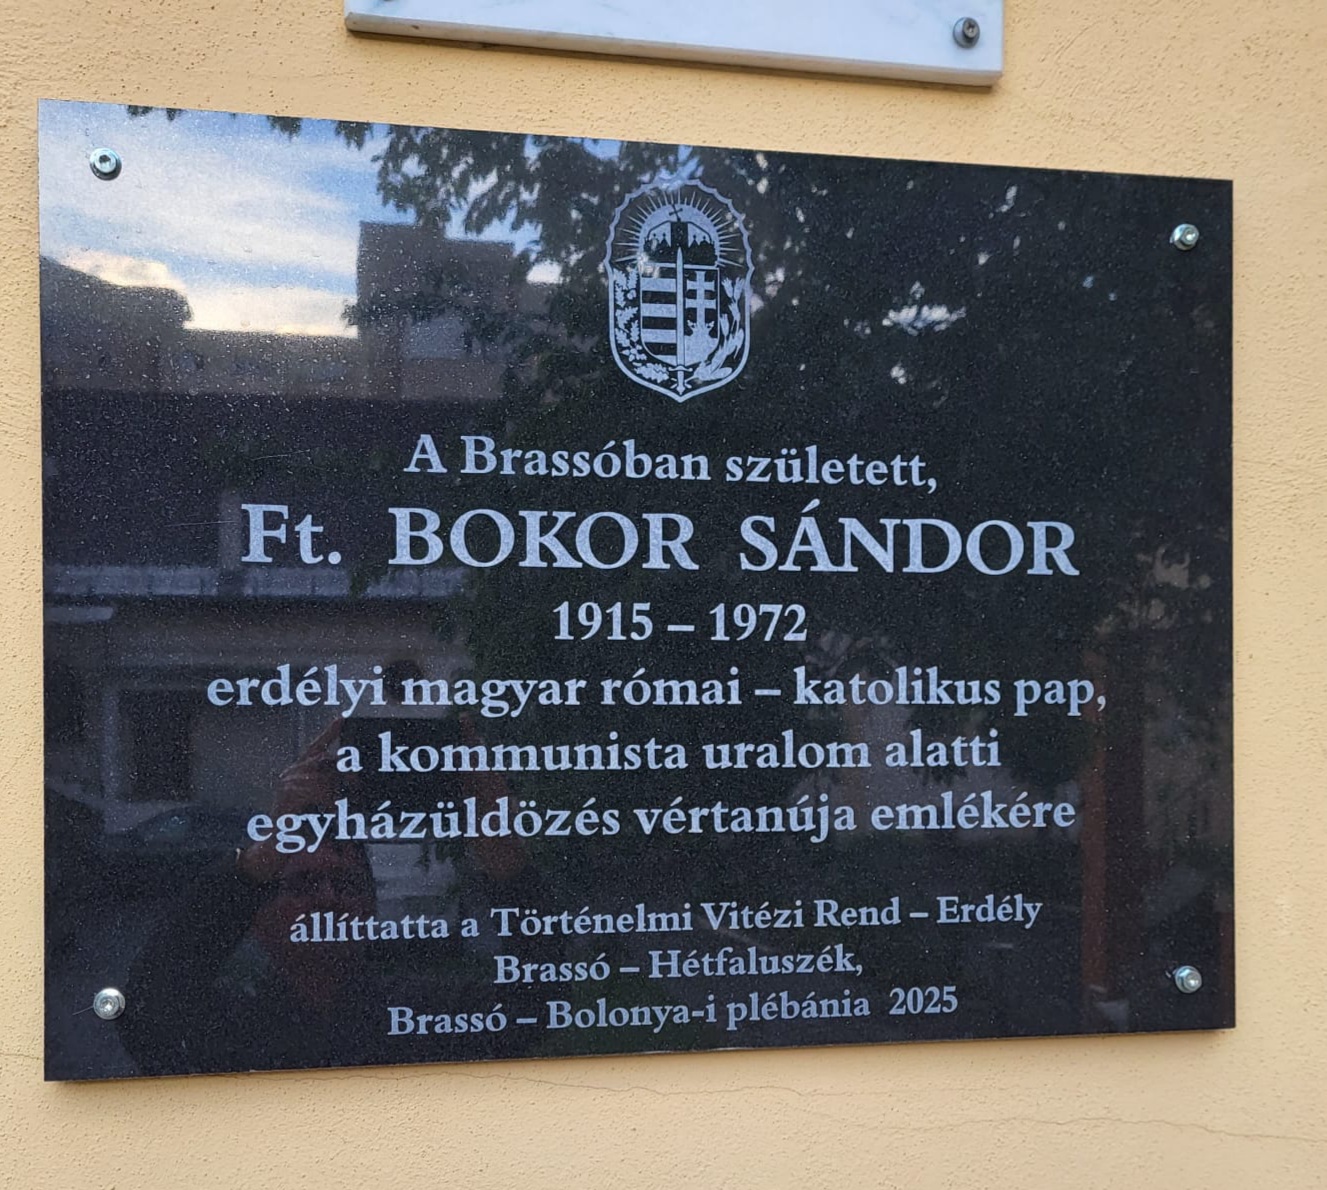 A Brassóban született,
Ft. BOKOR SÁNDOR
1915 – 1972
erdélyi magyar római – katolikus pap,
a kommunista uralom alatti
egyházüldözés vértanúja emlékére
állíttatta a Történelmi Vitézi Rend – Erdély
Brassó – Hétfaluszék,
Brassó – Bolonya-i plébánia 2025